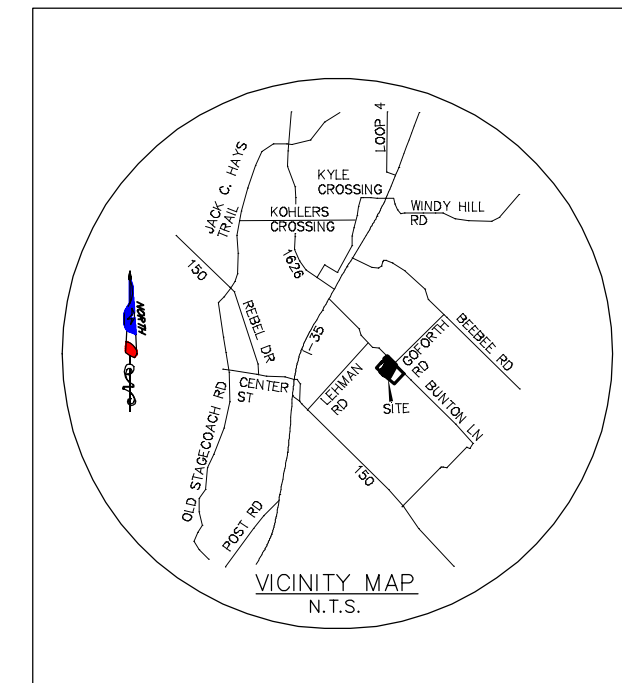 LOOP 4
JACK C. HAYS
TRAIL
KYLE
CROSSING
KOHLERS
CROSSING
WINDY HILL
RD
150
1626
NORTH
REBEL DR
I-35
BEEBEE RD
GOFORTH
RD
BUNTON LN
LEHMAN
RD
SITE
CENTER
ST
OLD STAGECOACH RD
150
POST RD
VICINITY MAP
N.T.S.